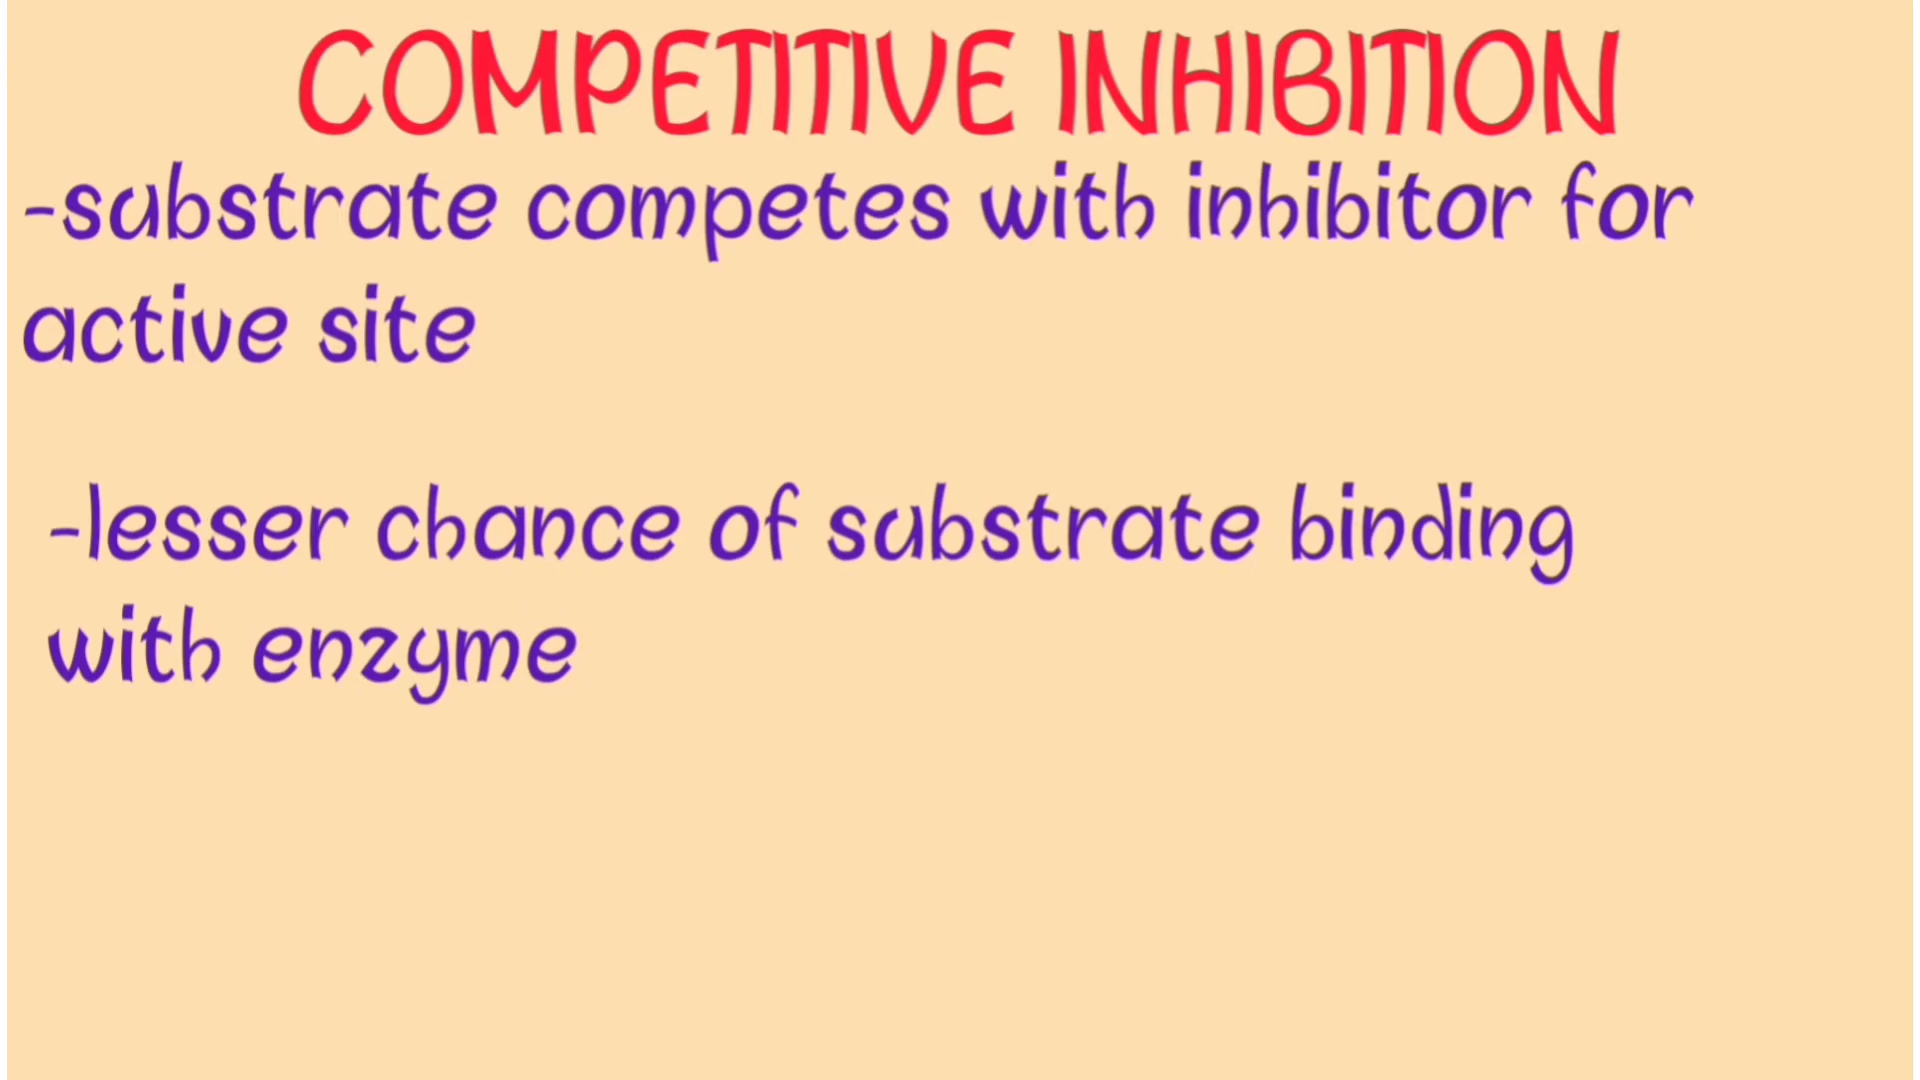 COMPETITIVE INHIBITION
-substrate competes with inhibitor for
active site
-lesser chance of substrate binding
with enzyme